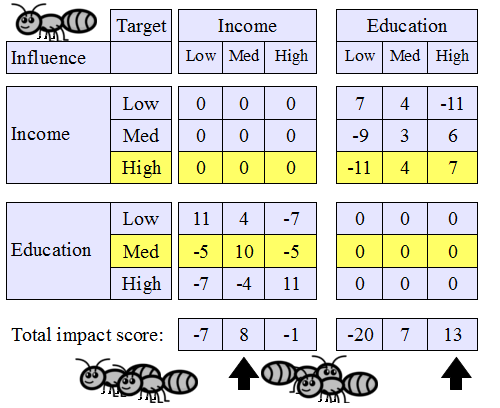 Target Income Education
Influence Low Med High Low Med High
Low 0 0 0 7 4 -11
Income Med 0 0 0 -9 3 6
High 0 0 0 -11 4 7
Low 11 4 -7 0 0 0
Education Med -5 10 -5 0 0 0
High -7 -4 11 0 0 0
Total impact score: -7 8 -1 -20 7 13